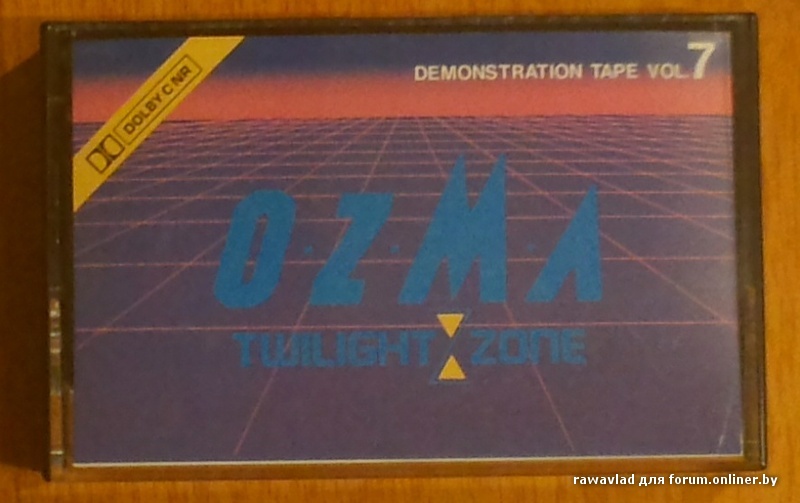 DOLBY C NR
DEMONSTRATION TAPE VOL.7
O·Z·M·A
TWILIGHT ZONE
rawavlad для forum.onliner.by